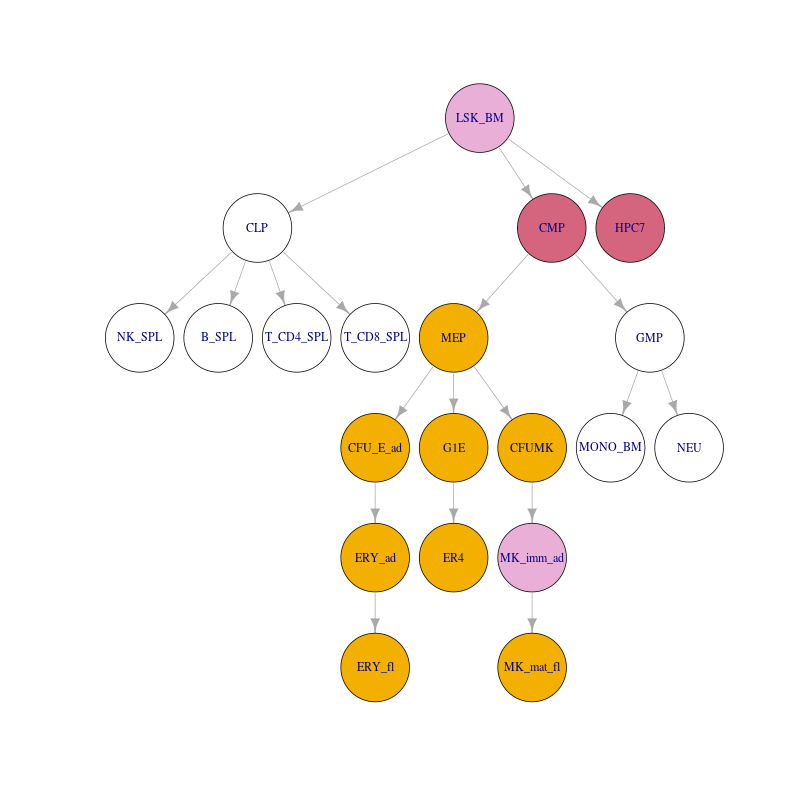 LSK_BM
CLP
CMP
HPC7
NK_SPL
B_SPL
T_CD4_SPL
T_CD8_SPL
MEP
GMP
CFU_E_ad
G1E
CFUMK
MONO_BM
NEU
ERY_ad
ER4
MK_imm_ad
ERY_fl
MK_mat_fl